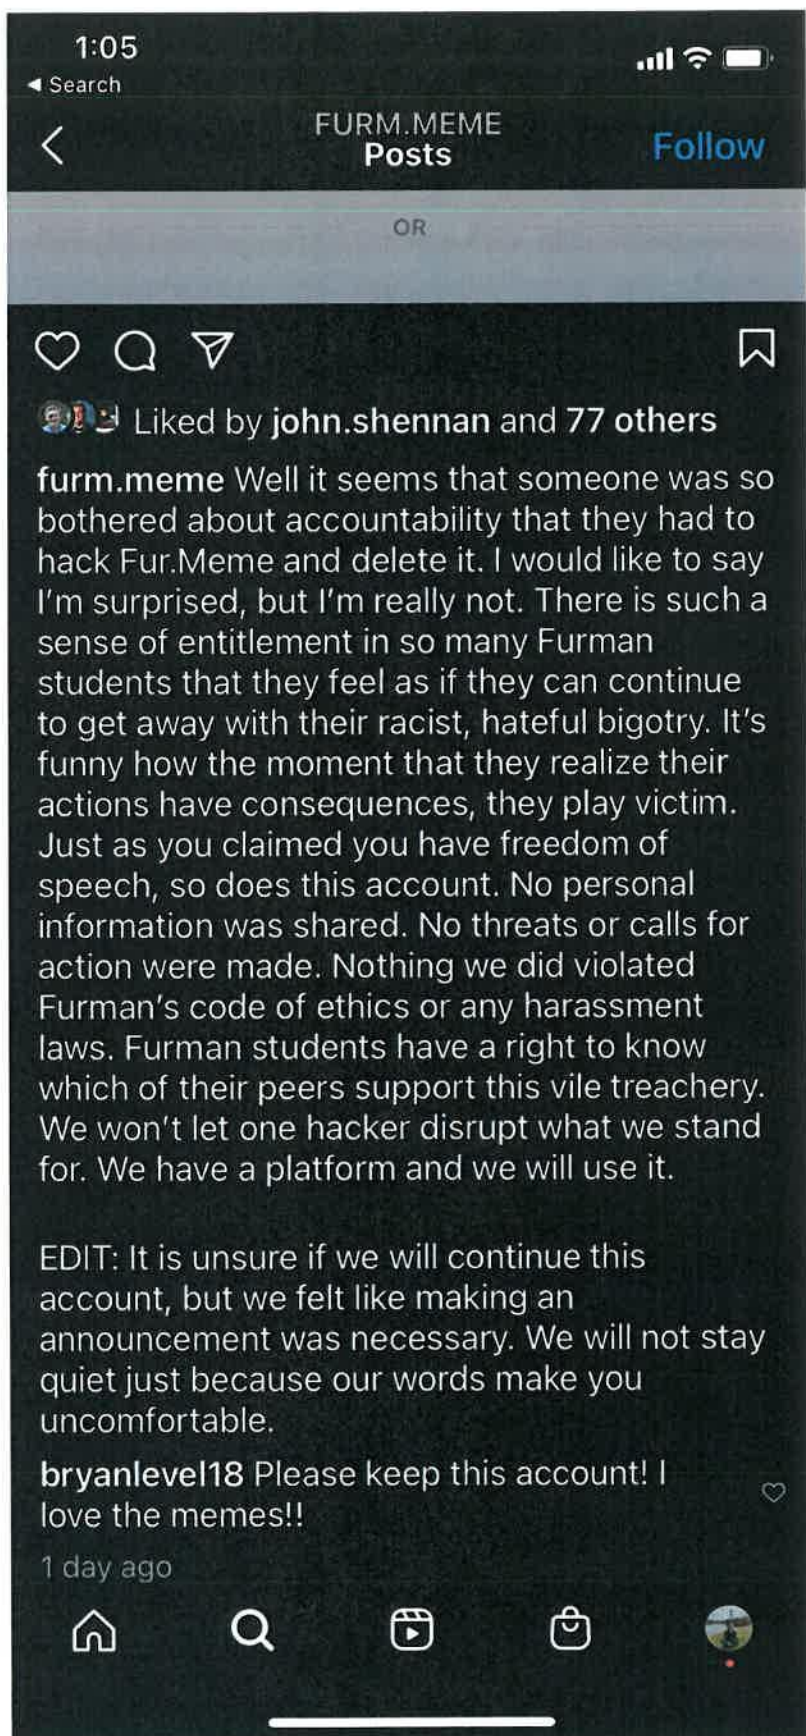 1:05
◄ Search
FURM.MEME
Posts
Follow
OR
Liked by john.shennan and 77 others
furm.meme Well it seems that someone was so
bothered about accountability that they had to
hack Fur.Meme and delete it. I would like to say
I'm surprised, but I'm really not. There is such a
sense of entitlement in so many Furman
students that they feel as if they can continue
to get away with their racist, hateful bigotry. It's
funny how the moment that they realize their
actions have consequences, they play victim.
Just as you claimed you have freedom of
speech, so does this account. No personal
information was shared. No threats or calls for
action were made. Nothing we did violated
Furman's code of ethics or any harassment
laws. Furman students have a right to know
which of their peers support this vile treachery.
We won't let one hacker disrupt what we stand
for. We have a platform and we will use it.
EDIT: It is unsure if we will continue this
account, but we felt like making an
announcement was necessary. We will not stay
quiet just because our words make you
uncomfortable.
bryanlevel18 Please keep this account! I
love the memes!!
1 day ago